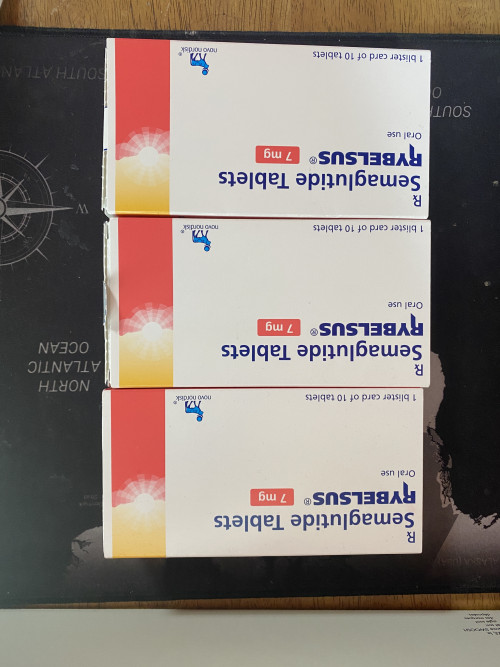 SOUTH ATLAN
SOUT
O
W
NORTH
ATLANTIC
OCEAN
℞
Semaglutide Tablets
RYBELSUS® 7 mg
Oral use
1 blister card of 10 tablets
novo nordisk®
℞
Semaglutide Tablets
RYBELSUS® 7 mg
Oral use
1 blister card of 10 tablets
novo nordisk®
℞
Semaglutide Tablets
RYBELSUS® 7 mg
Oral use
1 blister card of 10 tablets
novo nordisk®